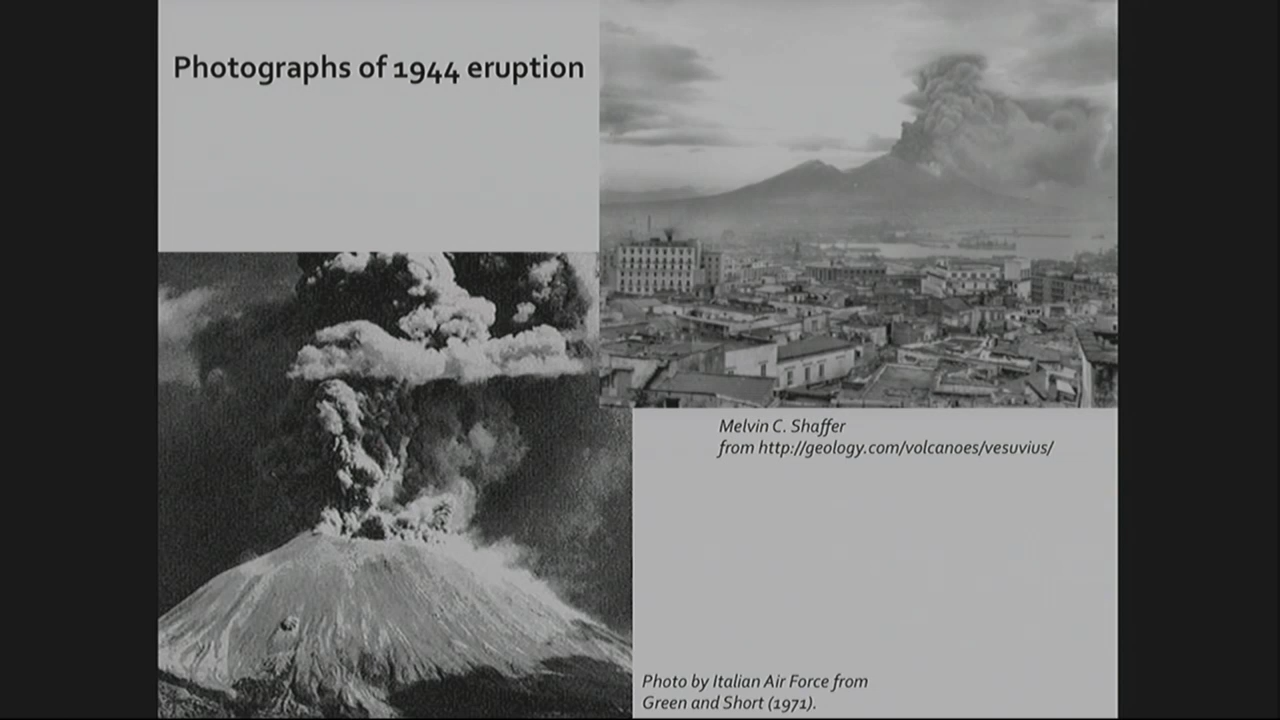 Photographs of 1944 eruption
Melvin C. Shaffer
from http://geology.com/volcanoes/vesuvius/
Photo by Italian Air Force from
Green and Short (1971).